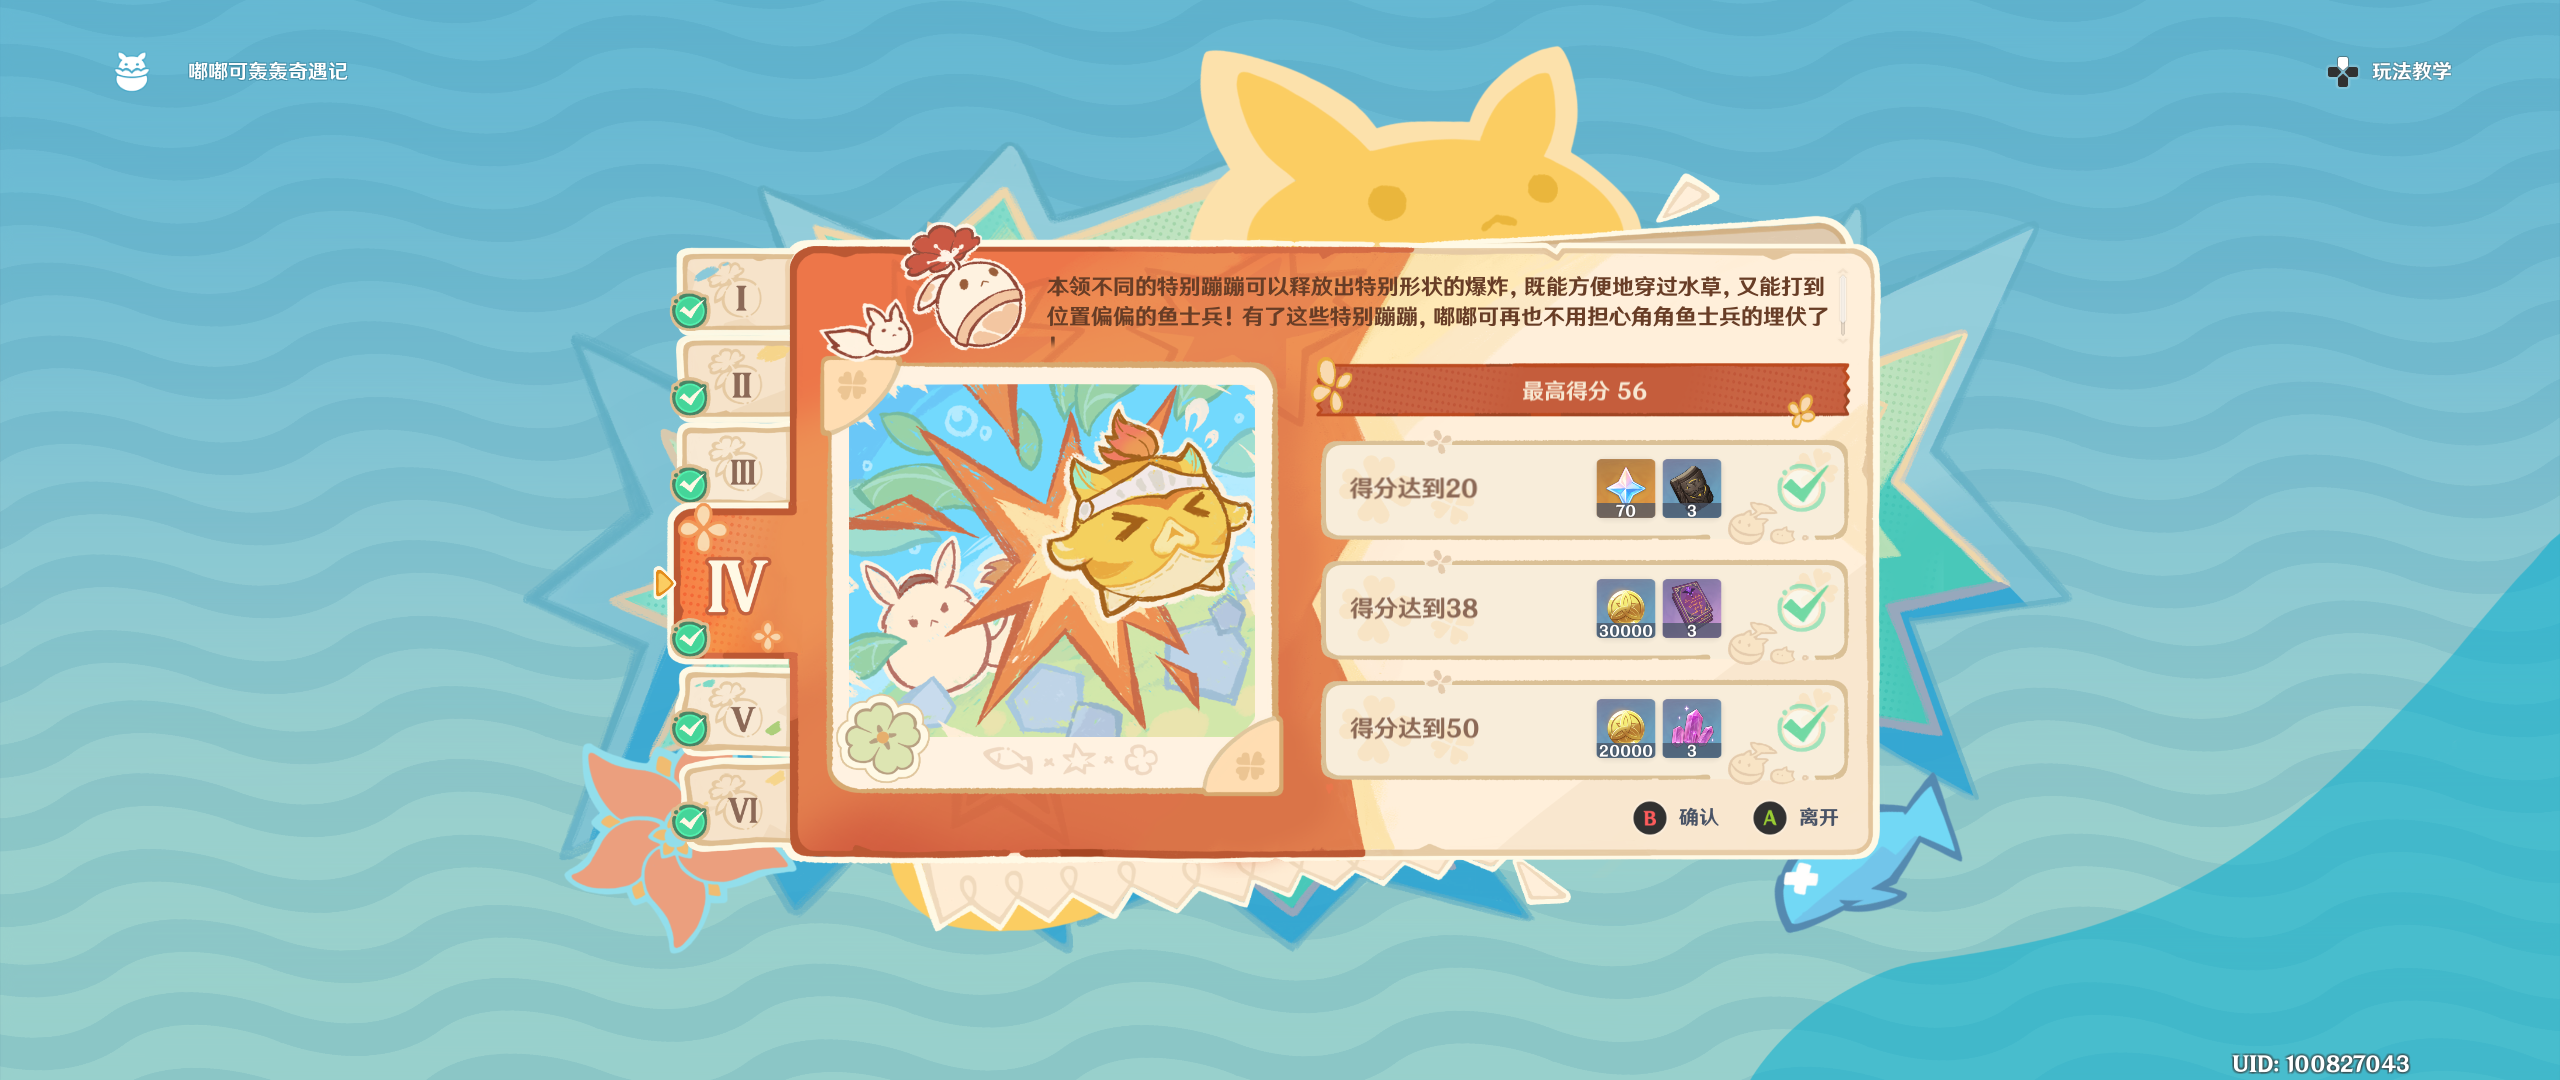 嘟嘟可轰轰奇遇记
玩法教学
本领不同的特别蹦蹦可以释放出特别形状的爆炸，既能方便地穿过水草，又能打到
位置偏偏的鱼士兵！有了这些特别蹦蹦，嘟嘟可再也不用担心角角鱼士兵的埋伏了
I
II
III
IV
V
VI
最高得分 56
得分达到20
70
3
得分达到38
30000
3
得分达到50
20000
3
B 确认
A 离开
UID: 100827043